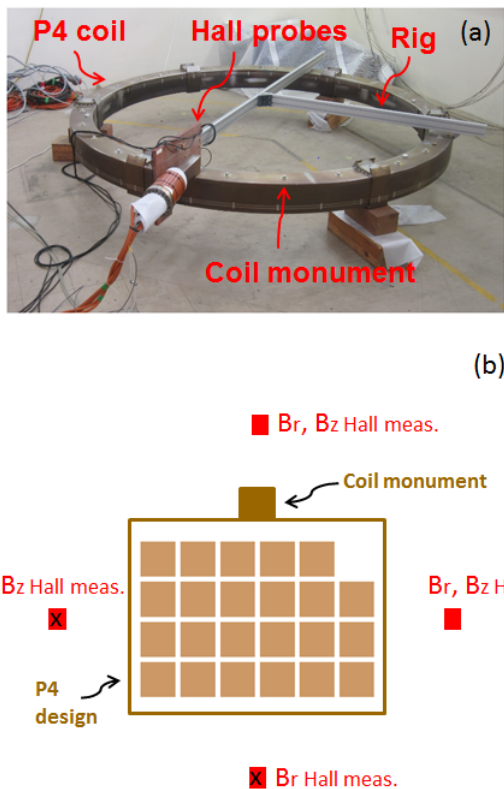 (a)
P4 coil
Hall probes
Rig
Coil monument
(b)
Br, Bz Hall meas.
Coil monument
Bz Hall meas.
Br, Bz H
X
P4
design
X Br Hall meas.